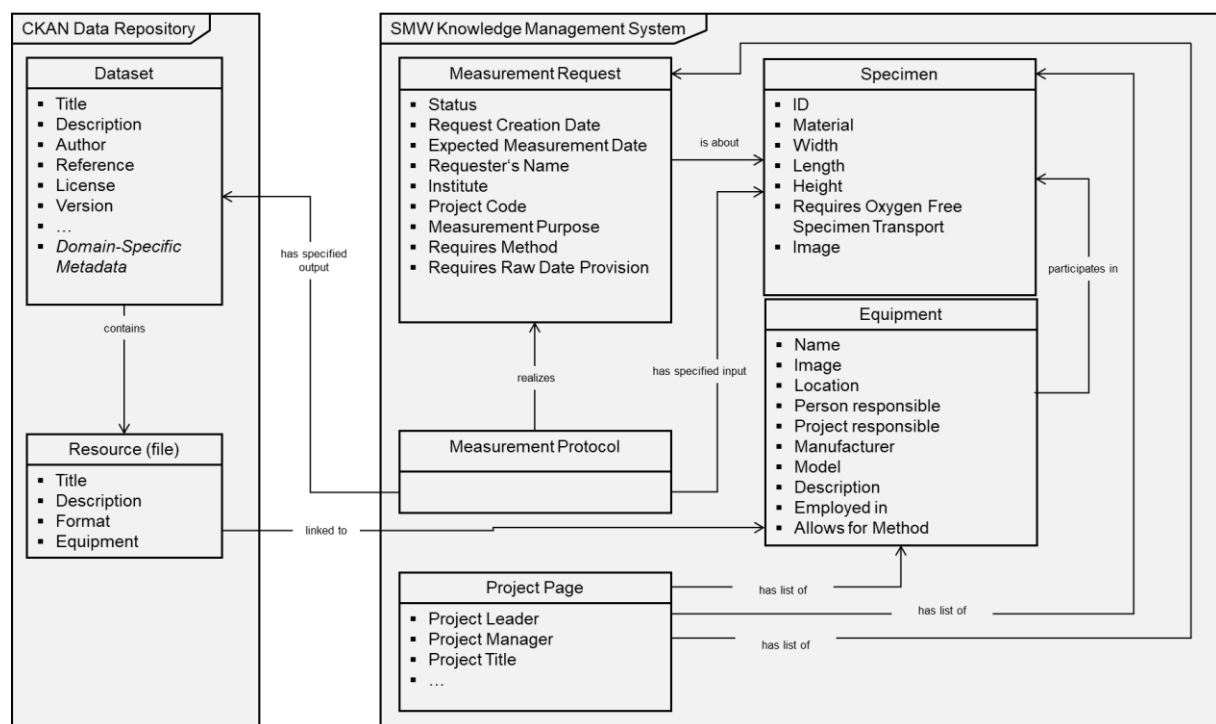 CKAN Data Repository
Dataset
▪ Title
▪ Description
▪ Author
▪ Reference
▪ License
▪ Version
▪ …
▪ Domain-Specific
Metadata
contains
Resource (file)
▪ Title
▪ Description
▪ Format
▪ Equipment
has specified
output
linked to
SMW Knowledge Management System
Measurement Request
▪ Status
▪ Request Creation Date
▪ Expected Measurement Date
▪ Requester‘s Name
▪ Institute
▪ Project Code
▪ Measurement Purpose
▪ Requires Method
▪ Requires Raw Date Provision
is about
realizes
has specified input
Measurement Protocol
Specimen
▪ ID
▪ Material
▪ Width
▪ Length
▪ Height
▪ Requires Oxygen Free
Specimen Transport
▪ Image
participates in
Equipment
▪ Name
▪ Image
▪ Location
▪ Person responsible
▪ Project responsible
▪ Manufacturer
▪ Model
▪ Description
▪ Employed in
▪ Allows for Method
Project Page
▪ Project Leader
▪ Project Manager
▪ Project Title
▪ …
has list of
has list of
has list of